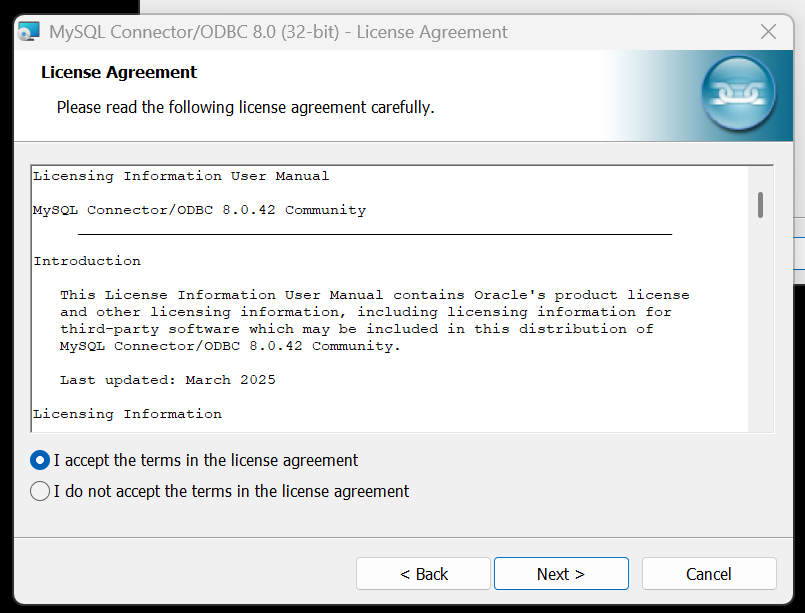 MySQL Connector/ODBC 8.0 (32-bit) - License Agreement
License Agreement
Please read the following license agreement carefully.
Licensing Information User Manual
MySQL Connector/ODBC 8.0.42 Community
Introduction
This License Information User Manual contains Oracle's product license
and other licensing information, including licensing information for
third-party software which may be included in this distribution of
MySQL Connector/ODBC 8.0.42 Community.
Last updated: March 2025
Licensing Information
I accept the terms in the license agreement
I do not accept the terms in the license agreement
< Back
Next >
Cancel